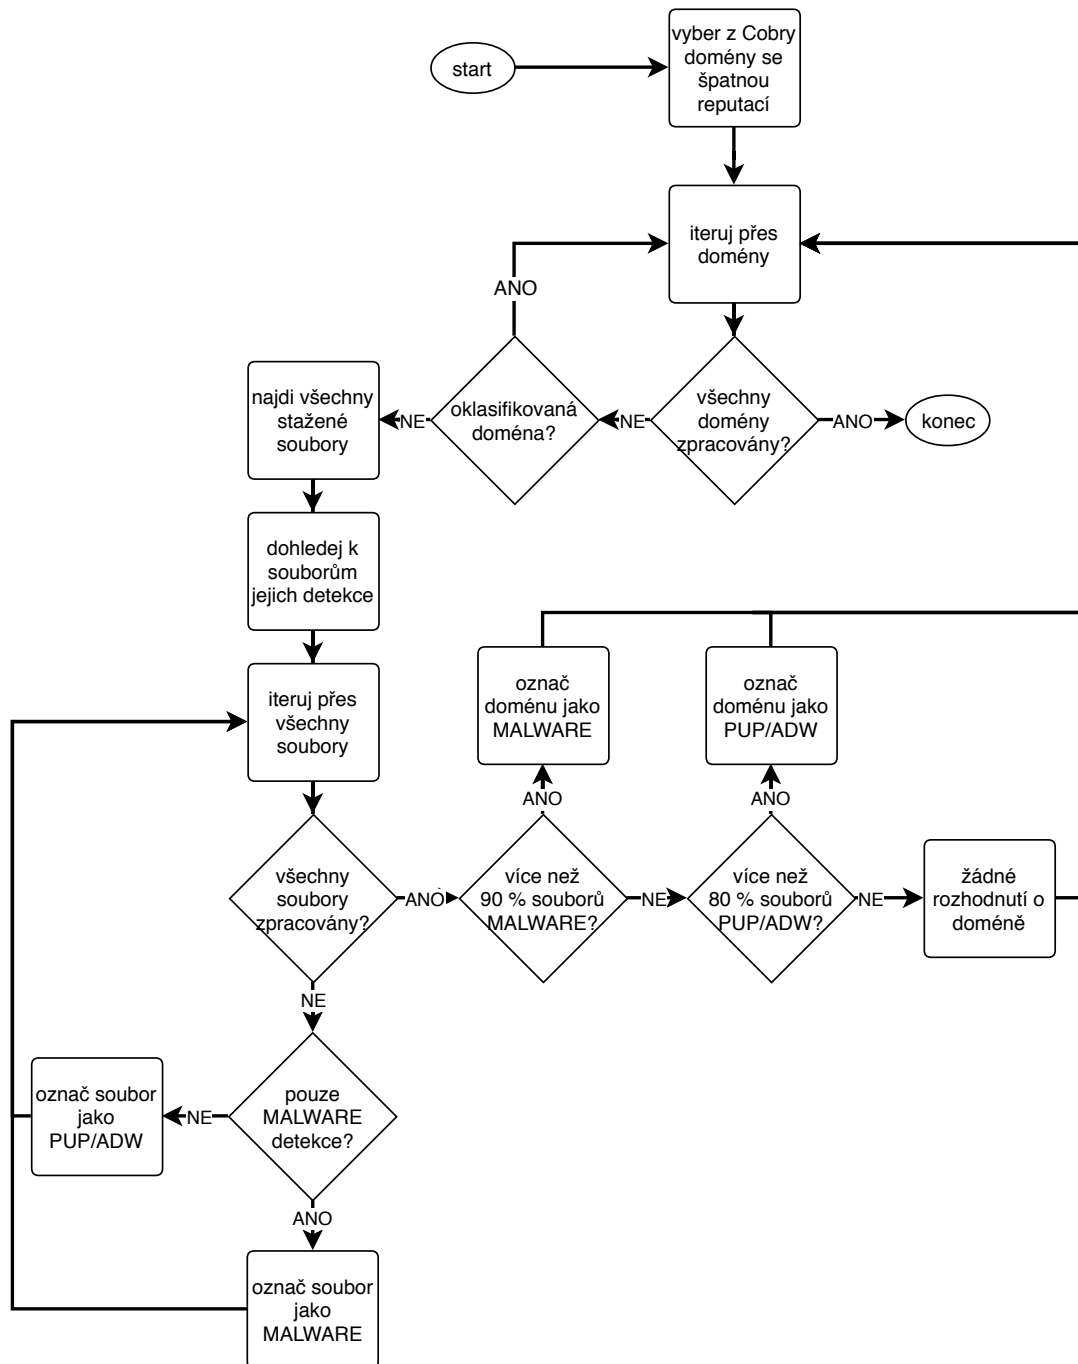 start
vyber z Cobry
domény se
špatnou
reputací
iteruj přes
domény
ANO
najdi všechny
stažené
soubory
NE
oklasifikovaná
doména?
NE
všechny
domény
zpracovány?
ANO
konec
dohledej k
souborům
jejich detekce
iteruj přes
všechny
soubory
označ
doménu jako
MALWARE
označ
doménu jako
PUP/ADW
ANO
ANO
všechny
soubory
zpracovány?
ANO
více než
90 % souborů
MALWARE?
NE
více než
80 % souborů
PUP/ADW?
NE
žádné
rozhodnutí o
doméně
NE
označ soubor
jako
PUP/ADW
NE
pouze
MALWARE
detekce?
ANO
označ soubor
jako
MALWARE